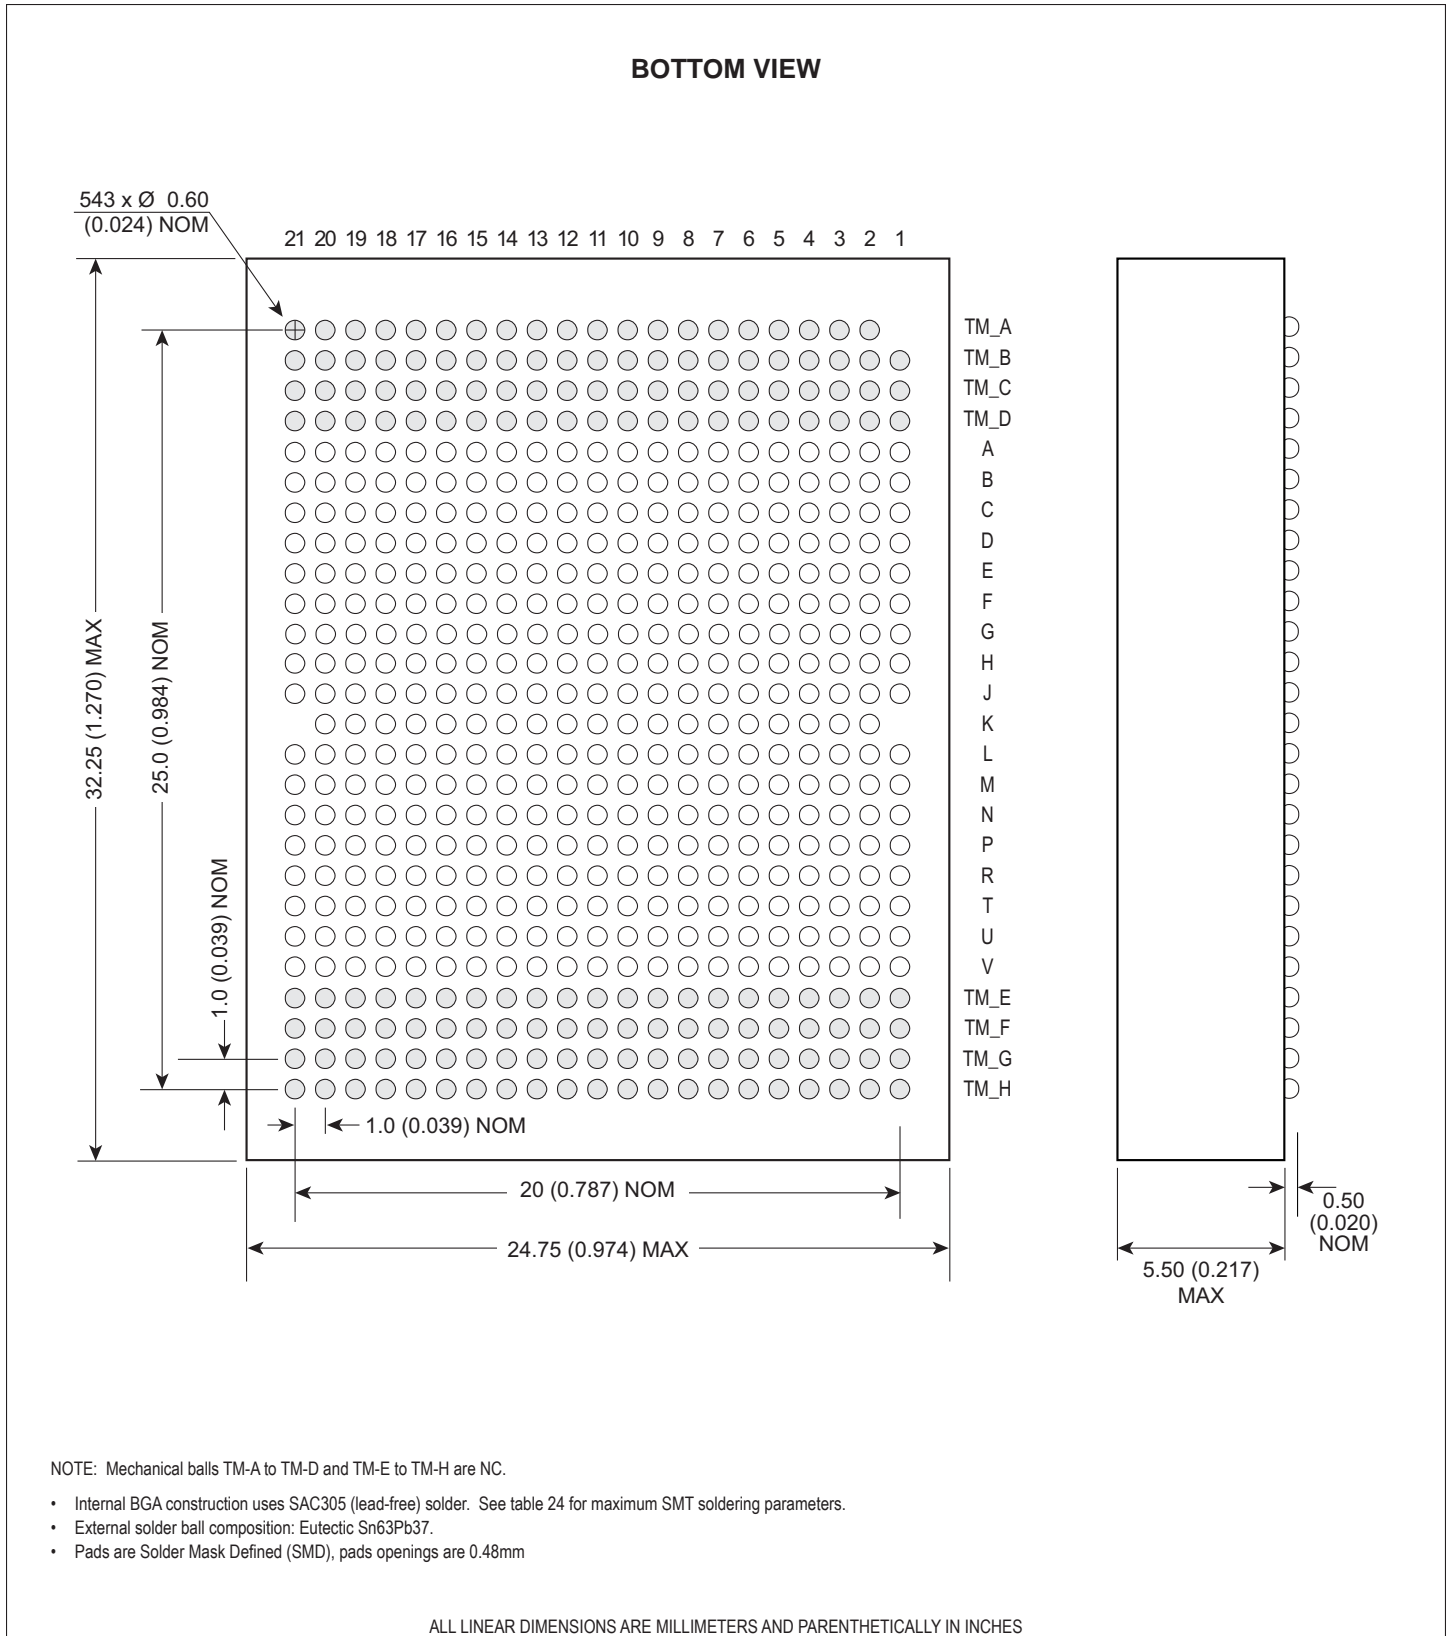 BOTTOM VIEW
543 x Ø 0.60
(0.024) NOM
21 20 19 18 17 16 15 14 13 12 11 10 9 8 7 6 5 4 3 2 1
TM_A
TM_B
TM_C
TM_D
A
B
C
D
E
F
G
H
J
K
L
M
N
P
R
T
U
V
TM_E
TM_F
TM_G
TM_H
32.25 (1.270) MAX
25.0 (0.984) NOM
1.0 (0.039) NOM
1.0 (0.039) NOM
20 (0.787) NOM
24.75 (0.974) MAX
0.50
(0.020)
NOM
5.50 (0.217)
MAX
NOTE: Mechanical balls TM-A to TM-D and TM-E to TM-H are NC.
• Internal BGA construction uses SAC305 (lead-free) solder. See table 24 for maximum SMT soldering parameters.
• External solder ball composition: Eutectic Sn63Pb37.
• Pads are Solder Mask Defined (SMD), pads openings are 0.48mm
ALL LINEAR DIMENSIONS ARE MILLIMETERS AND PARENTHETICALLY IN INCHES